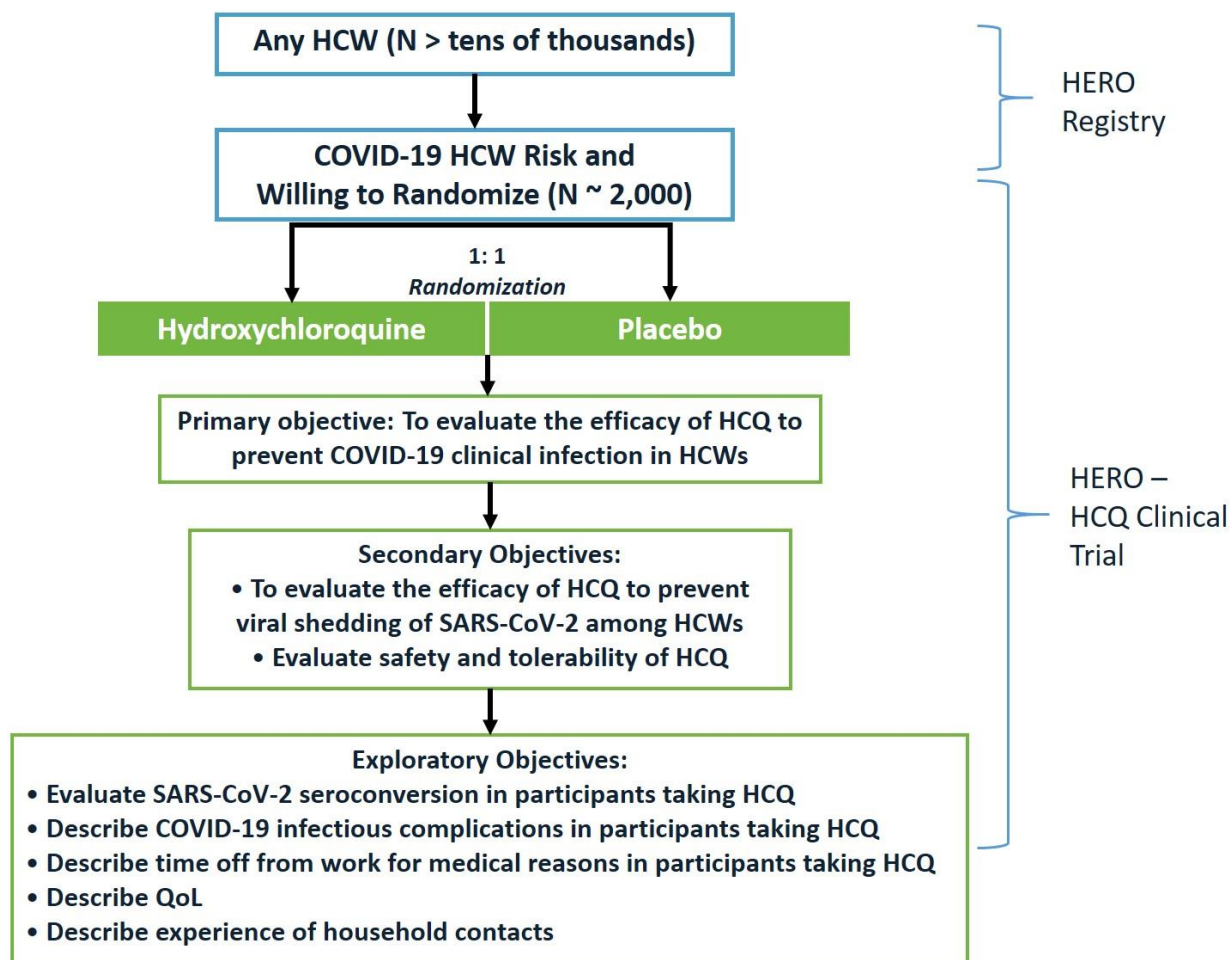 Any HCW (N > tens of thousands)
HERO
Registry
COVID-19 HCW Risk and
Willing to Randomize (N ~ 2,000)
1: 1
Randomization
Hydroxychloroquine
Placebo
Primary objective: To evaluate the efficacy of HCQ to
prevent COVID-19 clinical infection in HCWs
HERO –
HCQ Clinical
Trial
Secondary Objectives:
• To evaluate the efficacy of HCQ to prevent
viral shedding of SARS-CoV-2 among HCWs
• Evaluate safety and tolerability of HCQ
Exploratory Objectives:
• Evaluate SARS-CoV-2 seroconversion in participants taking HCQ
• Describe COVID-19 infectious complications in participants taking HCQ
• Describe time off from work for medical reasons in participants taking HCQ
• Describe QoL
• Describe experience of household contacts